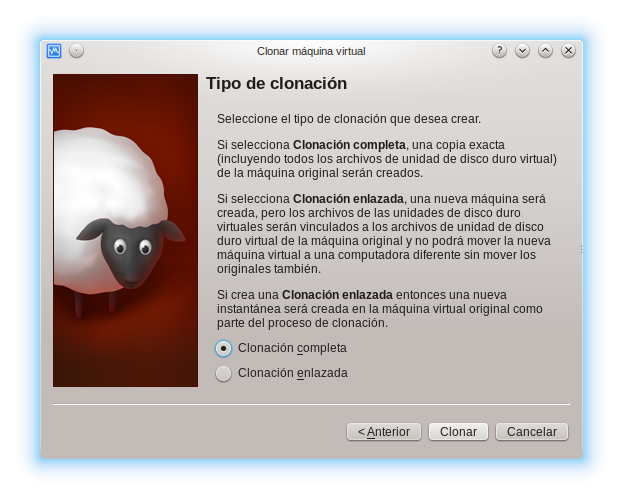 Clonar máquina virtual
?
Tipo de clonación
Seleccione el tipo de clonación que desea crear.
Si selecciona Clonación completa, una copia exacta
(incluyendo todos los archivos de unidad de disco duro virtual)
de la máquina original serán creados.
Si selecciona Clonación enlazada, una nueva máquina será
creada, pero los archivos de las unidades de disco duro
virtuales serán vinculados a los archivos de unidad de disco
duro virtual de la máquina original y no podrá mover la nueva
máquina virtual a una computadora diferente sin mover los
originales también.
Si crea una Clonación enlazada entonces una nueva
instantánea será creada en la máquina virtual original como
parte del proceso de clonación.
Clonación completa
Clonación enlazada
< Anterior Clonar Cancelar